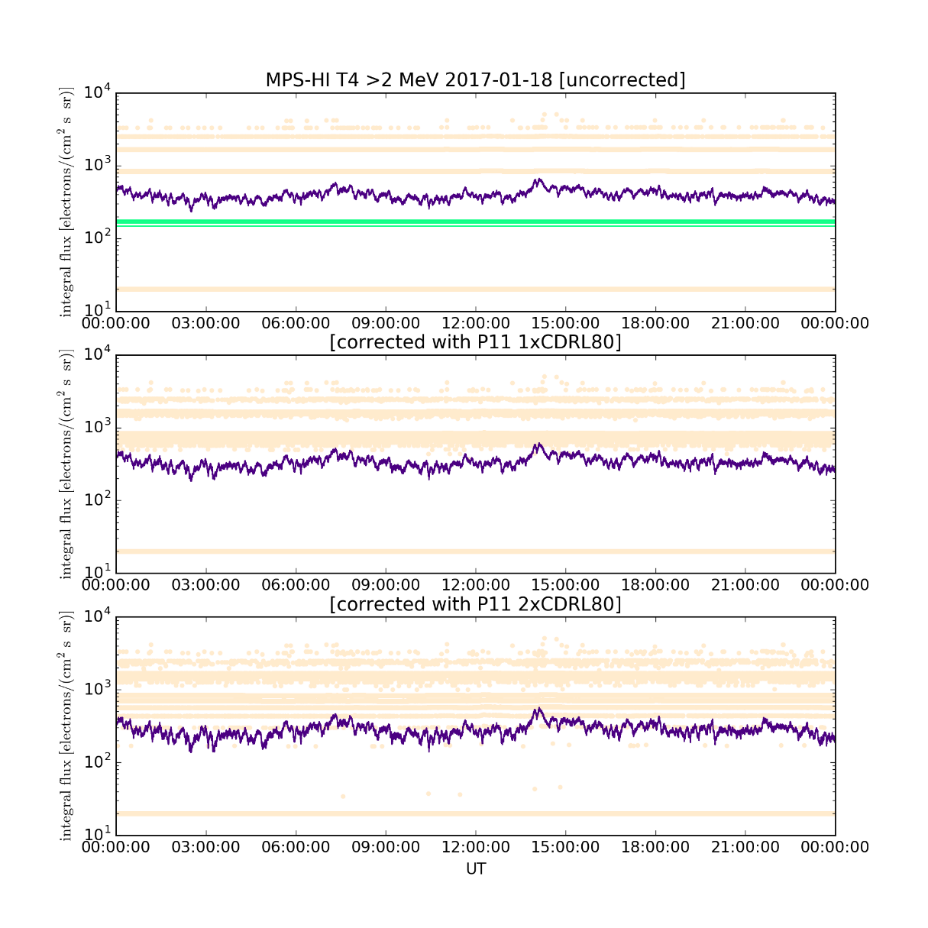 MPS-HI T4 >2 MeV 2017-01-18 [uncorrected]
integral flux [electrons/(cm² s sr)]
10⁴
10³
10²
10¹
00:00:00 03:00:00 06:00:00 09:00:00 12:00:00 15:00:00 18:00:00 21:00:00 00:00:00
[corrected with P11 1xCDRL80]
integral flux [electrons/(cm² s sr)]
10⁴
10³
10²
10¹
00:00:00 03:00:00 06:00:00 09:00:00 12:00:00 15:00:00 18:00:00 21:00:00 00:00:00
[corrected with P11 2xCDRL80]
integral flux [electrons/(cm² s sr)]
10⁴
10³
10²
10¹
00:00:00 03:00:00 06:00:00 09:00:00 12:00:00 15:00:00 18:00:00 21:00:00 00:00:00
UT